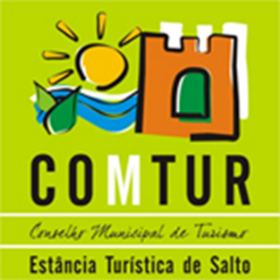 COMTUR
Conselho Municipal de Turismo
Estância Turística de Salto